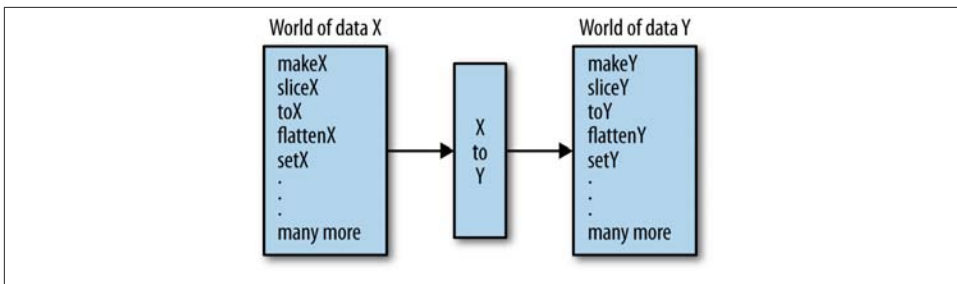 World of data X
makeX
sliceX
toX
flattenX
setX
.
.
.
many more
X
to
Y
World of data Y
makeY
sliceY
toY
flattenY
setY
.
.
.
many more